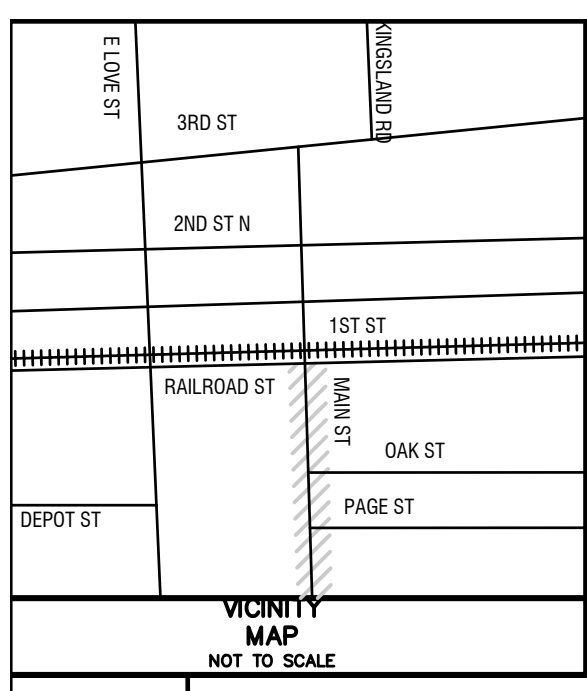 E LOVE ST
KINGSLAND RD
3RD ST
2ND ST N
1ST ST
RAILROAD ST
MAIN ST
OAK ST
PAGE ST
DEPOT ST
VICINITY
MAP
NOT TO SCALE